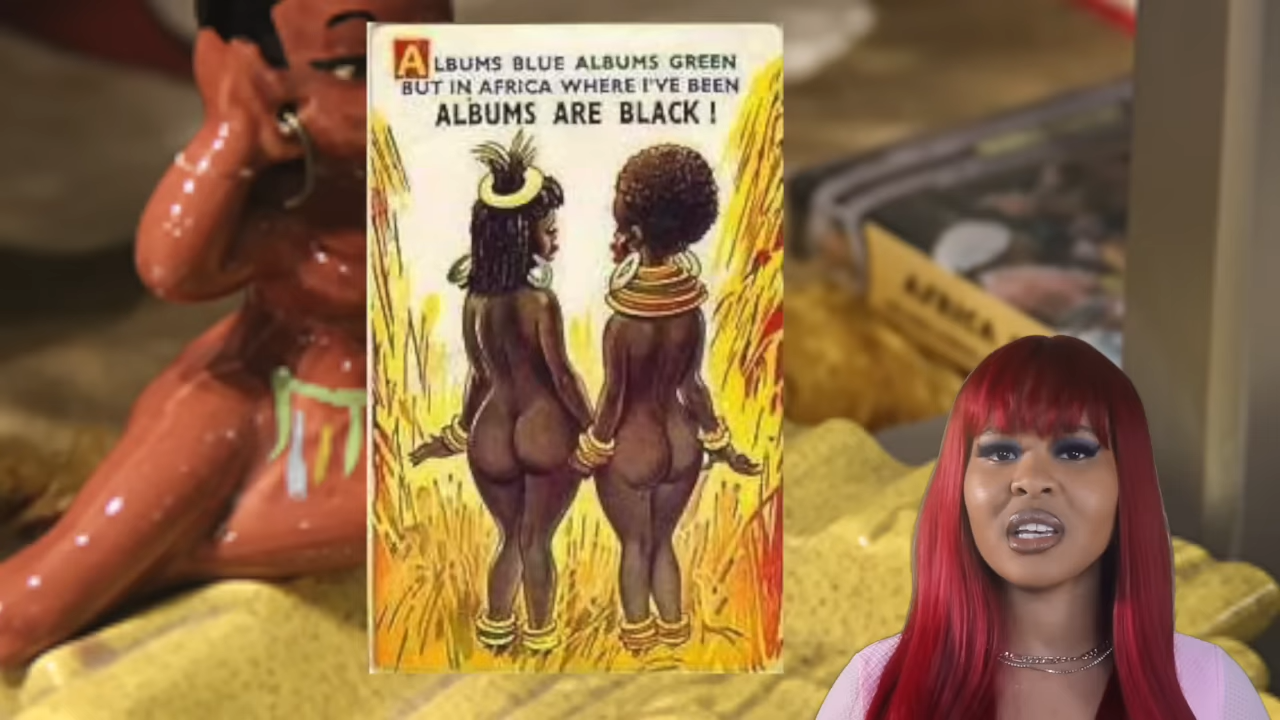 ALBUMS BLUE ALBUMS GREEN
BUT IN AFRICA WHERE I'VE BEEN
ALBUMS ARE BLACK!
AFRICA